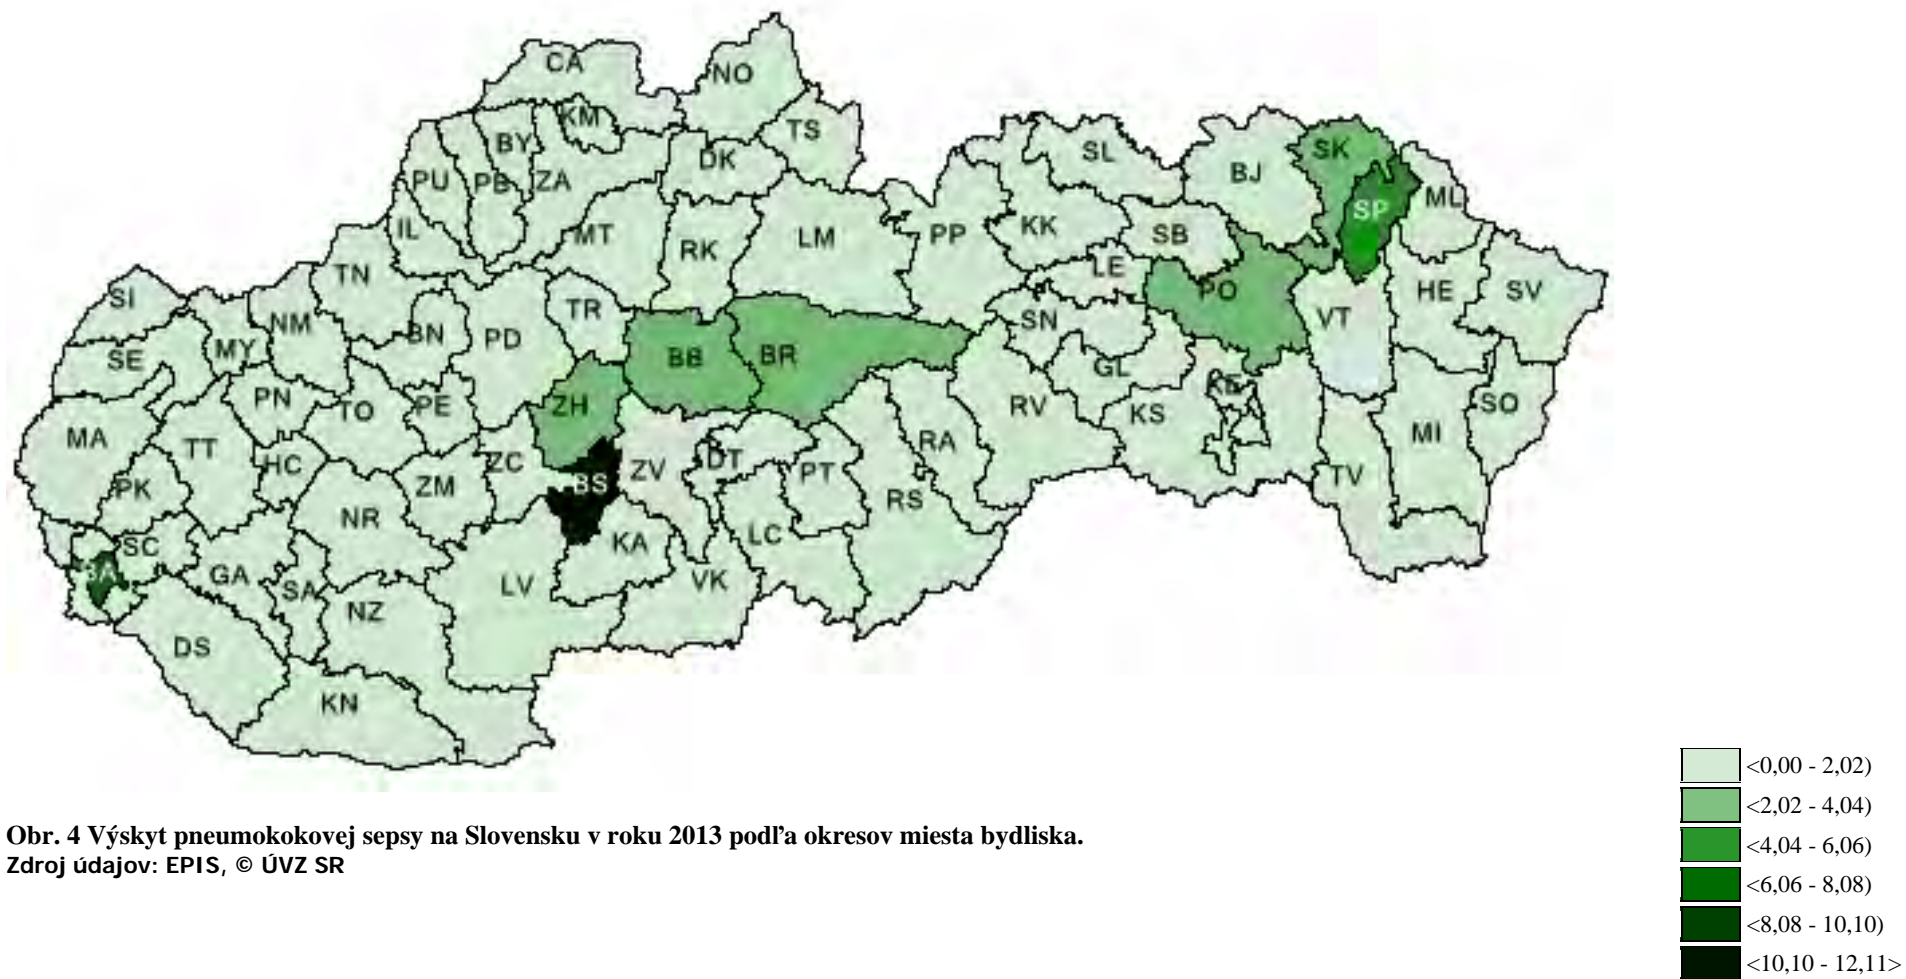 CA
NO
KM
TS
BY
DK
SL
SK
BJ
PU
PB
ZA
ML
SP
IL
MT
RK
LM
PP
KK
SB
TN
LE
SI
TR
PO
HE
SV
NM
BN
PD
SN
VT
MY
SE
BB
BR
GL
KE
PN
TO
PE
ZH
RV
KS
SO
MA
TT
HC
ZC
RA
MI
PK
ZM
BS
ZV
DT
PT
TV
NR
RS
SC
KA
LC
BA
GA
SA
LV
VK
NZ
DS
KN
<0,00 - 2,02)
<2,02 - 4,04)
<4,04 - 6,06)
<6,06 - 8,08)
<8,08 - 10,10)
<10,10 - 12,11>
Obr. 4 Výskyt pneumokokovej sepsy na Slovensku v roku 2013 podľa okresov miesta bydliska.
Zdroj údajov: EPIS, © ÚVZ SR